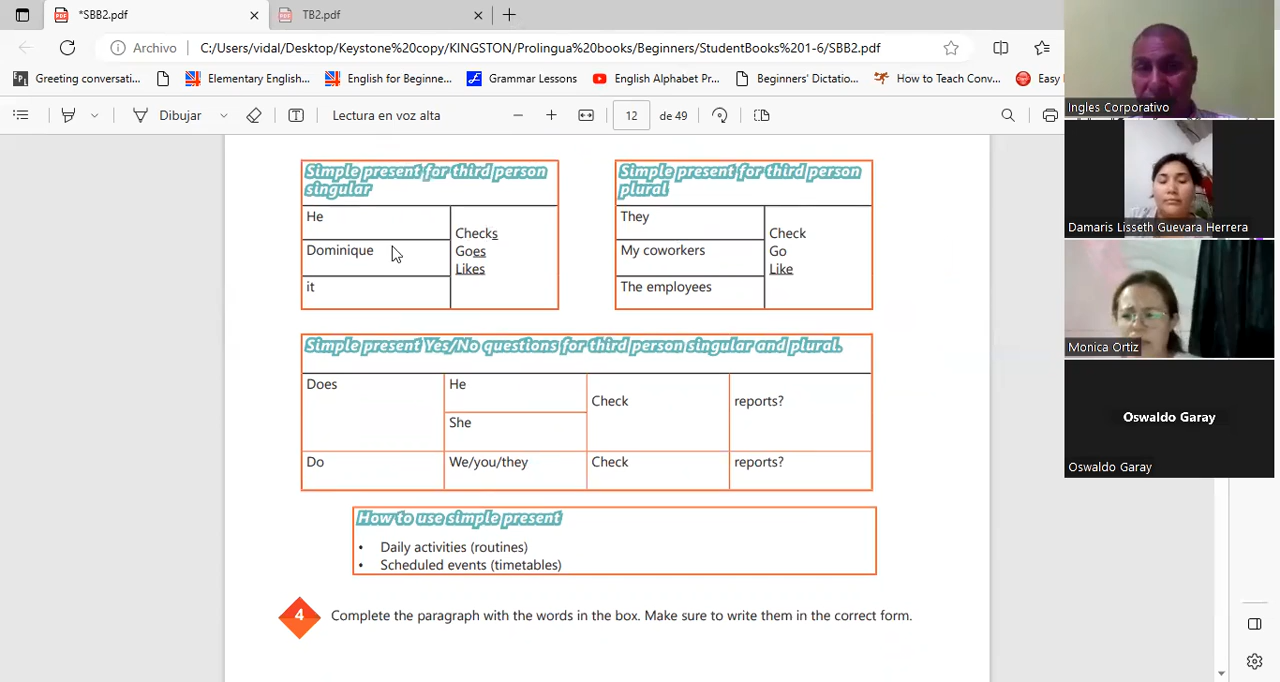 *SBB2.pdf
TB2.pdf
Archivo
C:/Users/vidal/Desktop/Keystone%20copy/KINGSTON/Prolingua%20books/Beginners/StudentBooks%201-6/SBB2.pdf
Greeting conversati...
Elementary English...
English for Beginne...
Grammar Lessons
English Alphabet Pr...
Beginners' Dictatio...
How to Teach Conv...
Easy
Dibujar
Lectura en voz alta
12
de 49
Simple present for third person
singular
He
Dominique
it
Checks
Goes
Likes
Simple present for third person
plural
They
My coworkers
The employees
Check
Go
Like
Simple present Yes/No questions for third person singular and plural.
Does
He
She
Check
reports?
Do
We/you/they
Check
reports?
How to use simple present
• Daily activities (routines)
• Scheduled events (timetables)
4
Complete the paragraph with the words in the box. Make sure to write them in the correct form.
Ingles Corporativo
Damaris Lisseth Guevara Herrera
Monica Ortiz
Oswaldo Garay
Oswaldo Garay